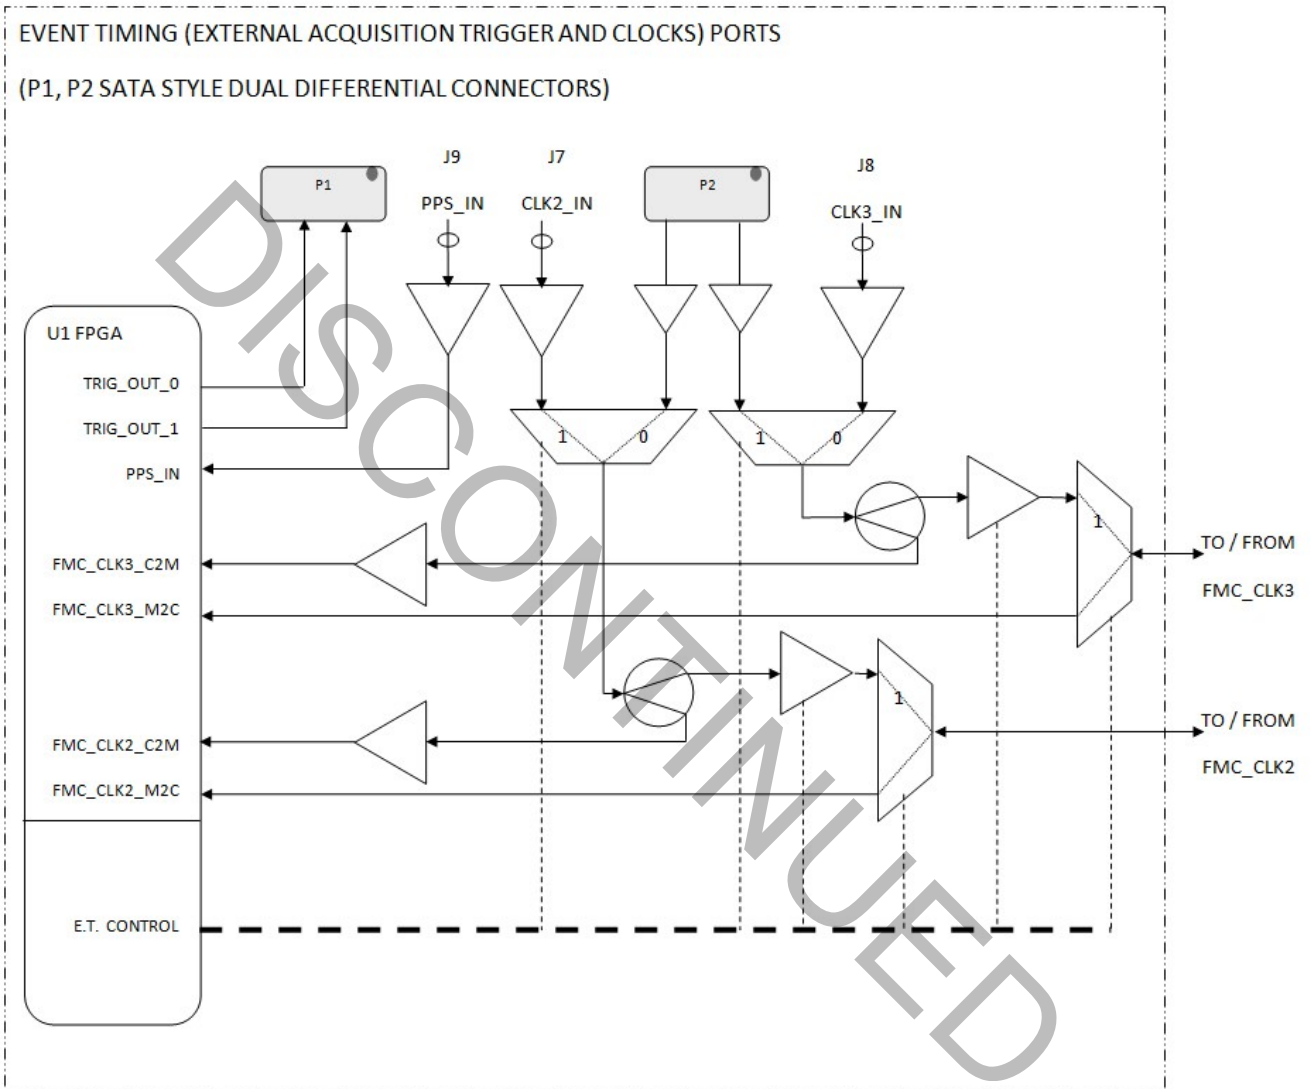 EVENT TIMING (EXTERNAL ACQUISITION TRIGGER AND CLOCKS) PORTS
(P1, P2 SATA STYLE DUAL DIFFERENTIAL CONNECTORS)
J9
J7
J8
P1
P2
PPS_IN
CLK2_IN
CLK3_IN
U1 FPGA
TRIG_OUT_0
TRIG_OUT_1
PPS_IN
1
0
1
0
1
TO / FROM
FMC_CLK3
FMC_CLK3_C2M
FMC_CLK3_M2C
1
TO / FROM
FMC_CLK2
FMC_CLK2_C2M
FMC_CLK2_M2C
E.T. CONTROL
DISCONTINUED